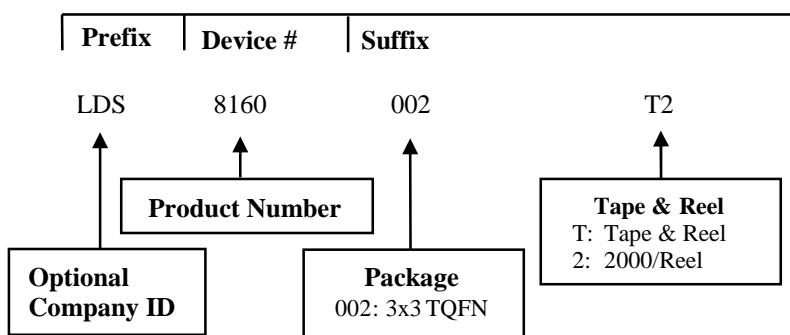 Prefix Device # Suffix
LDS 8160 002 T2
Product Number
Tape & Reel
T: Tape & Reel
2: 2000/Reel
Optional
Company ID
Package
002: 3x3 TQFN